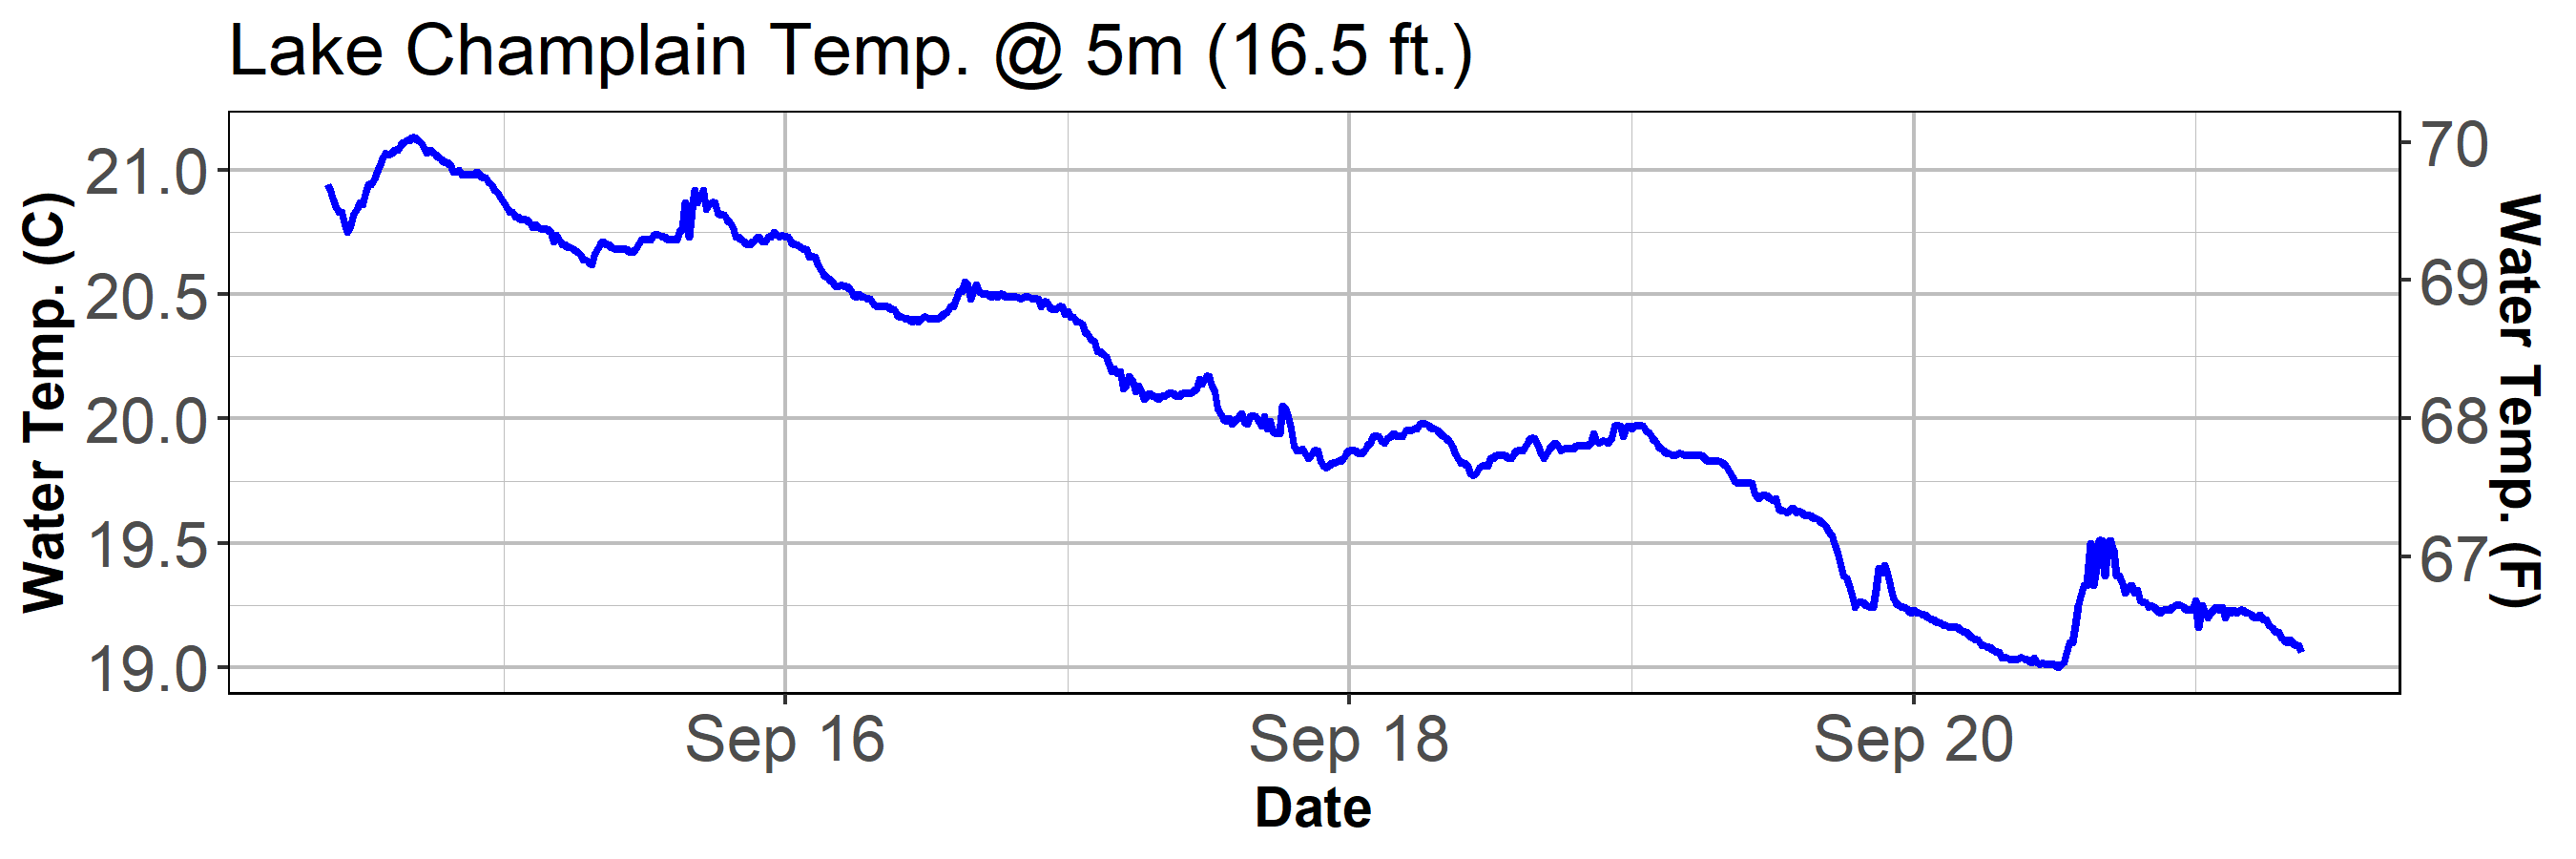 Lake Champlain Temp. @ 5m (16.5 ft.)
Water Temp. (C)
21.0
20.5
20.0
19.5
19.0
70
69
68
67
Water Temp. (F)
Sep 16
Sep 18
Sep 20
Date